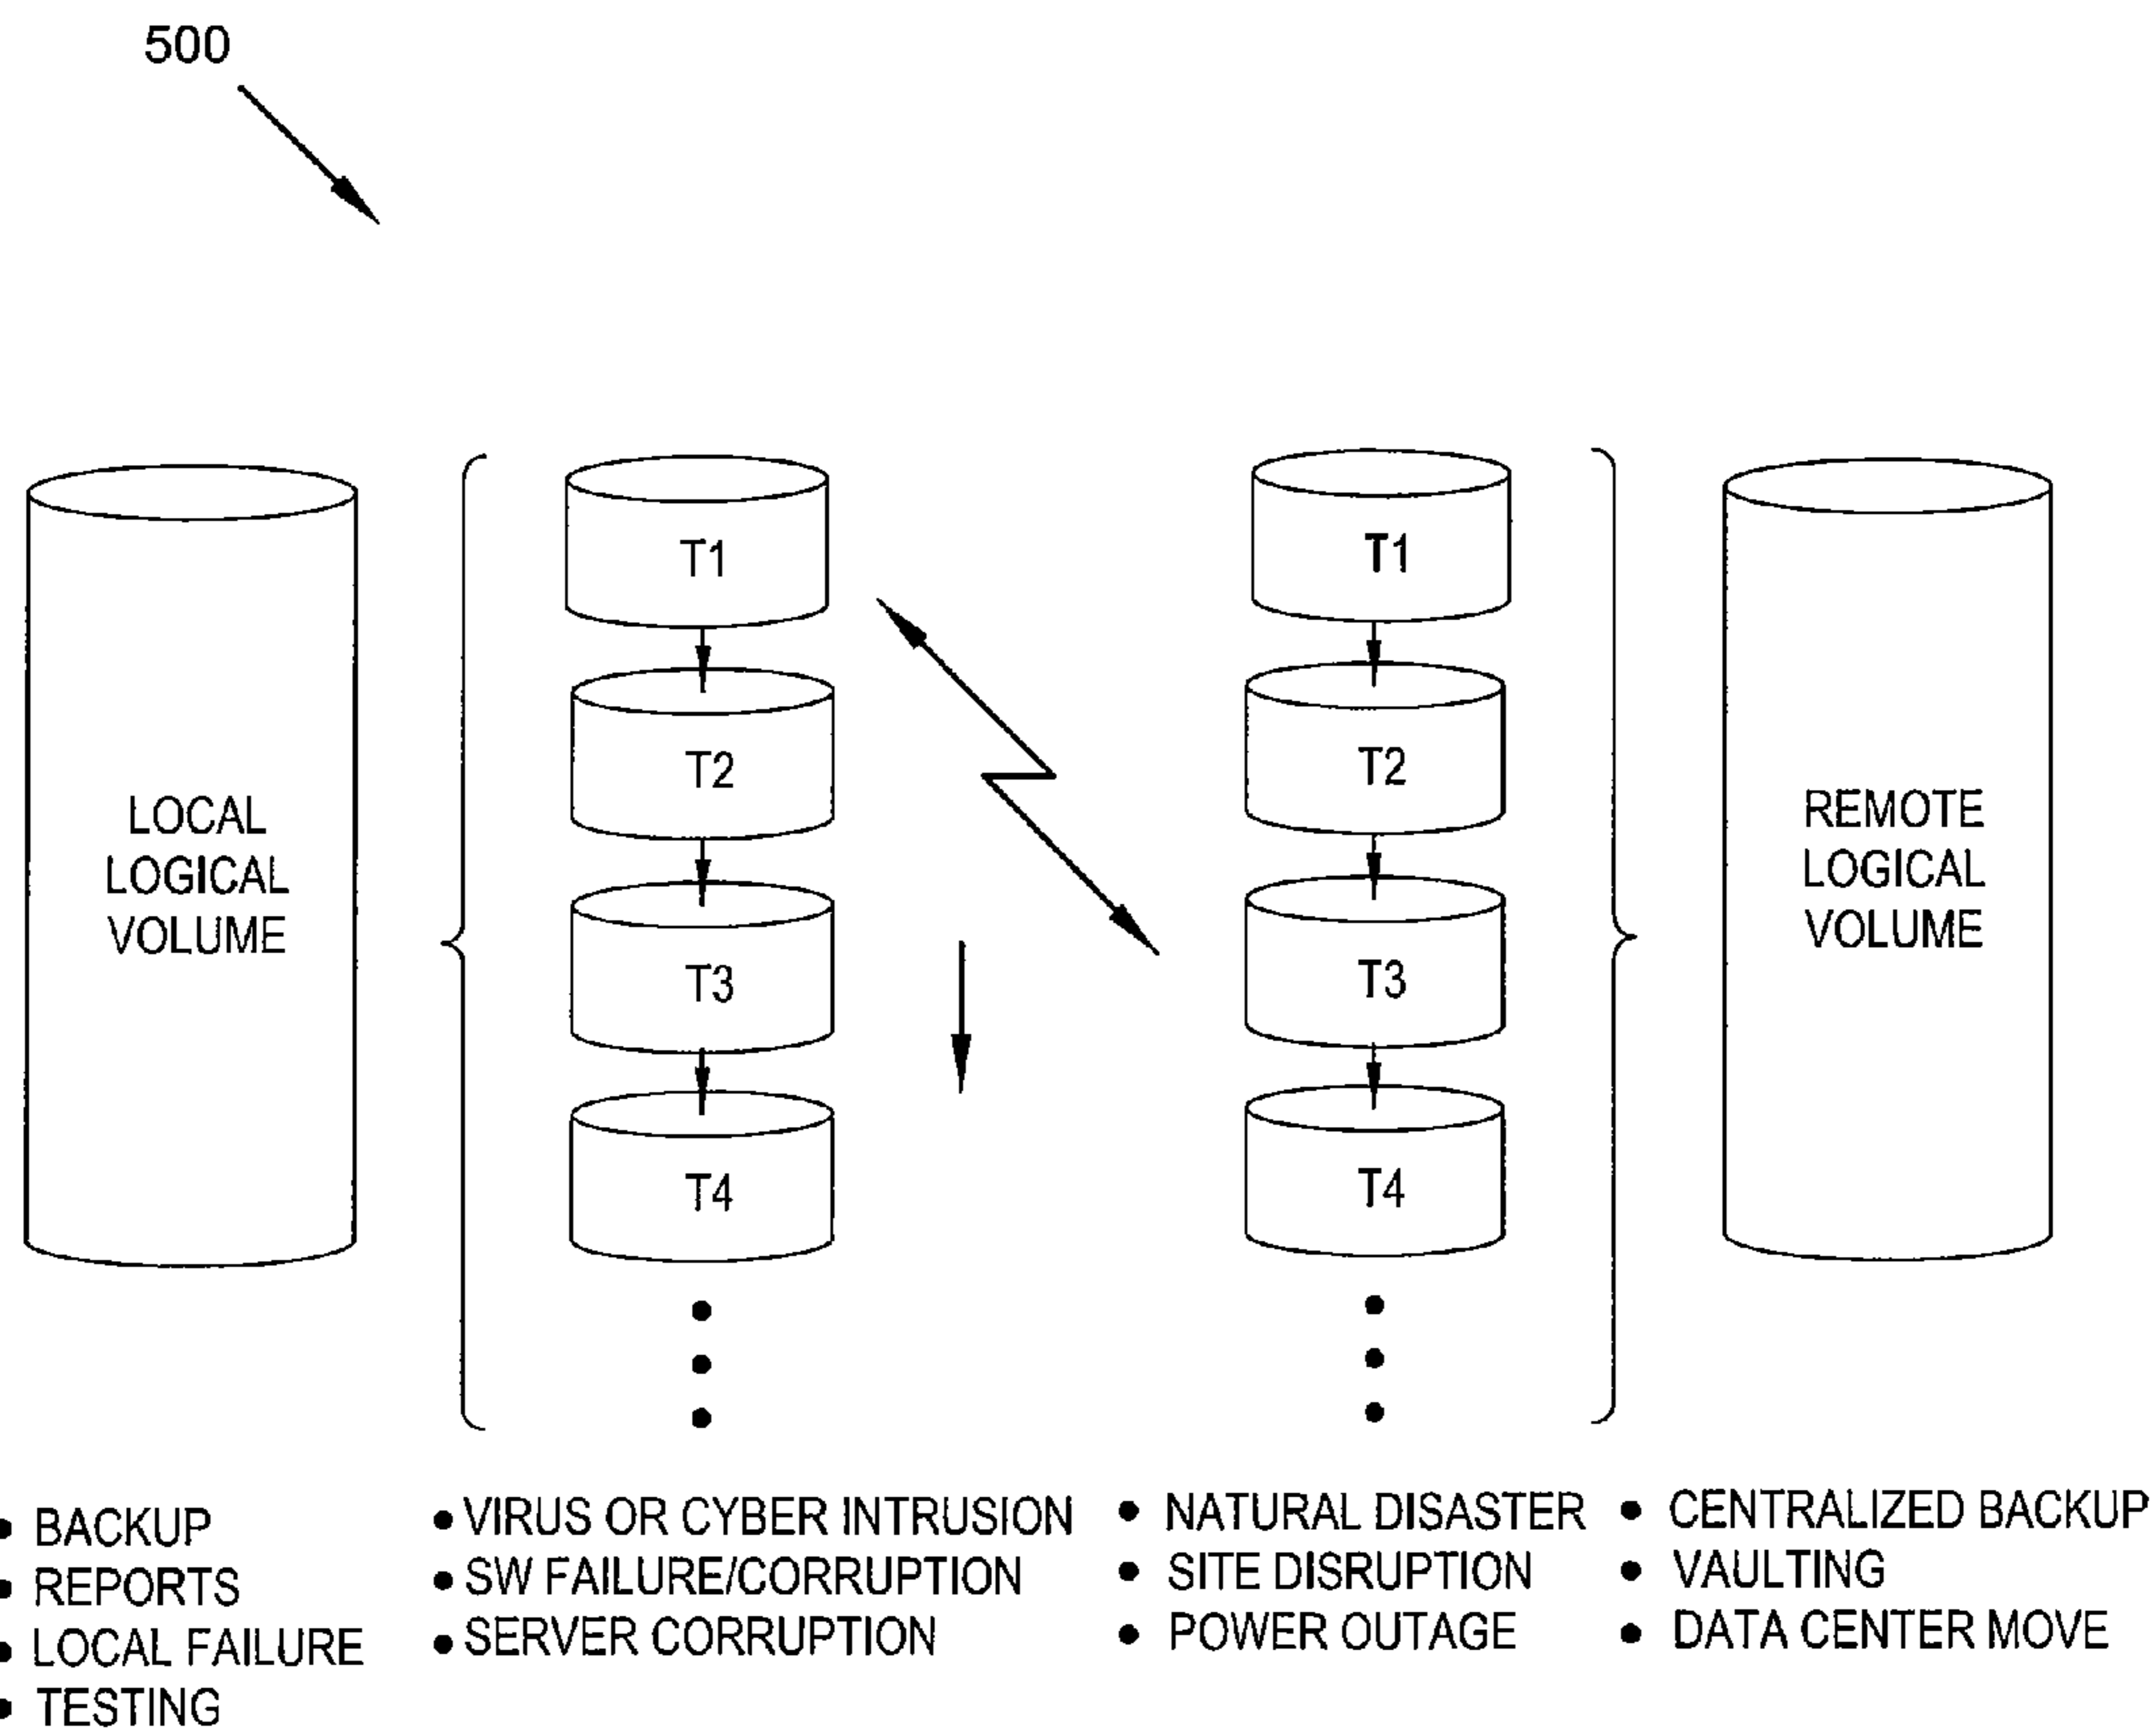 500
LOCAL
LOGICAL
VOLUME
T1
T2
T3
T4
T1
T2
T3
T4
REMOTE
LOGICAL
VOLUME
• BACKUP
• REPORTS
• LOCAL FAILURE
• TESTING
• VIRUS OR CYBER INTRUSION
• SW FAILURE/CORRUPTION
• SERVER CORRUPTION
• NATURAL DISASTER
• SITE DISRUPTION
• POWER OUTAGE
• CENTRALIZED BACKUP
• VAULTING
• DATA CENTER MOVE